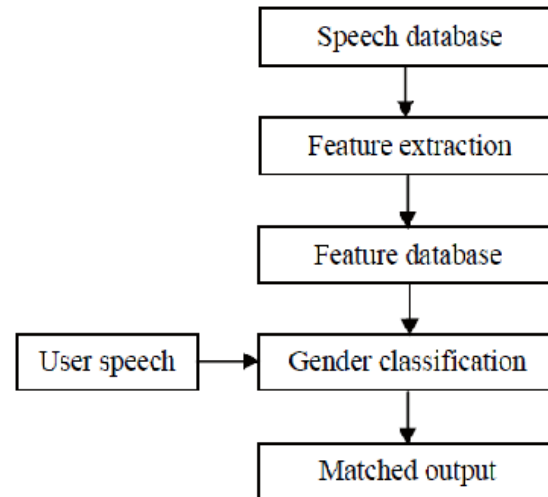 Speech database
Feature extraction
Feature database
User speech
Gender classification
Matched output